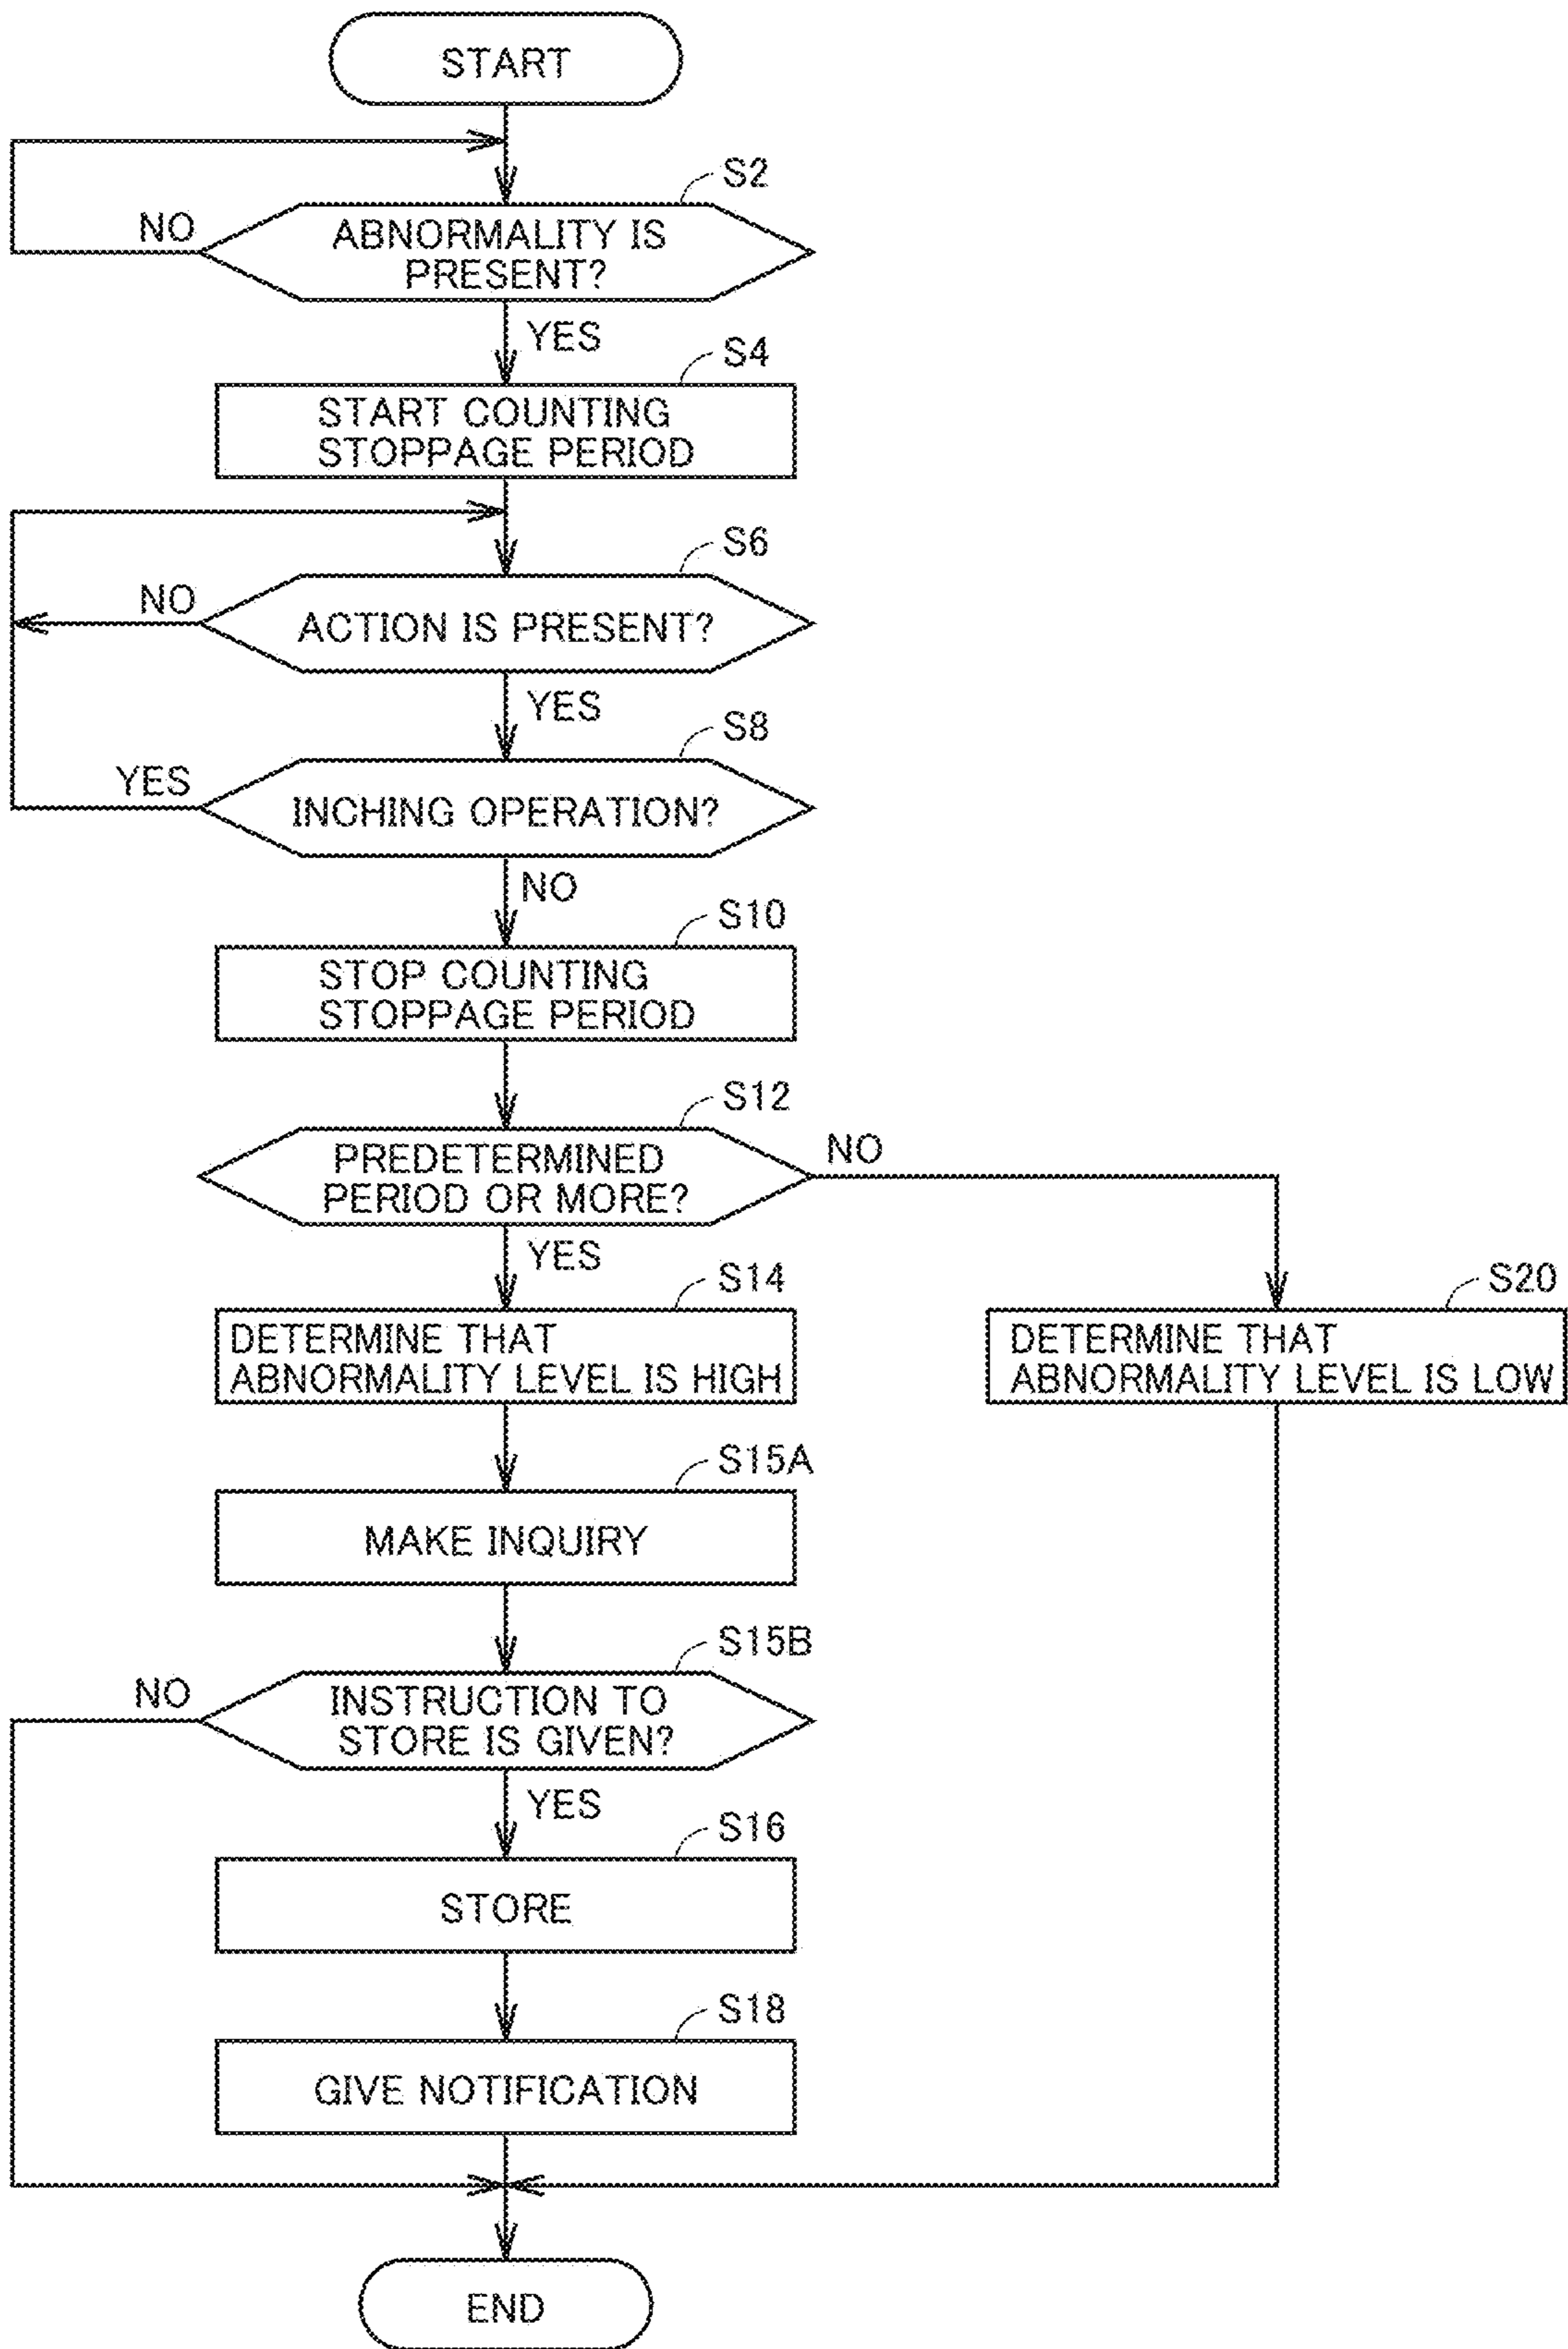 START
S2
NO
ABNORMALITY IS
PRESENT?
YES
S4
START COUNTING
STOPPAGE PERIOD
S6
NO
ACTION IS PRESENT?
YES
S8
YES
INCHING OPERATION?
NO
S10
STOP COUNTING
STOPPAGE PERIOD
S12
NO
PREDETERMINED
PERIOD OR MORE?
YES
S14
S20
DETERMINE THAT
ABNORMALITY LEVEL IS HIGH
DETERMINE THAT
ABNORMALITY LEVEL IS LOW
S15A
MAKE INQUIRY
S15B
NO
INSTRUCTION TO
STORE IS GIVEN?
YES
S16
STORE
S18
GIVE NOTIFICATION
END